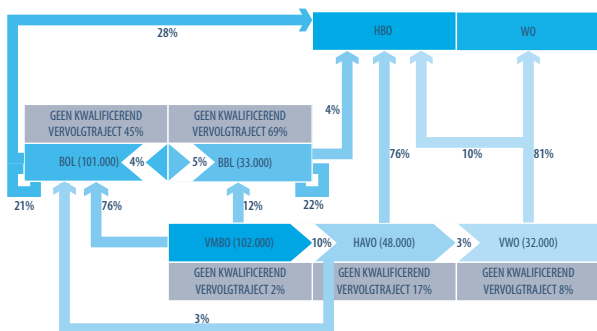 HBO
WO
28%
4%
GEEN KWALIFICEREND
VERVOLGTRAJECT 45%
GEEN KWALIFICEREND
VERVOLGTRAJECT 69%
76%
10%
81%
BOL (101.000)
4%
5%
BBL (33.000)
21%
76%
12%
22%
VMBO (102.000)
10%
HAVO (48.000)
3%
VWO (32.000)
GEEN KWALIFICEREND
VERVOLGTRAJECT 2%
GEEN KWALIFICEREND
VERVOLGTRAJECT 17%
GEEN KWALIFICEREND
VERVOLGTRAJECT 8%
3%